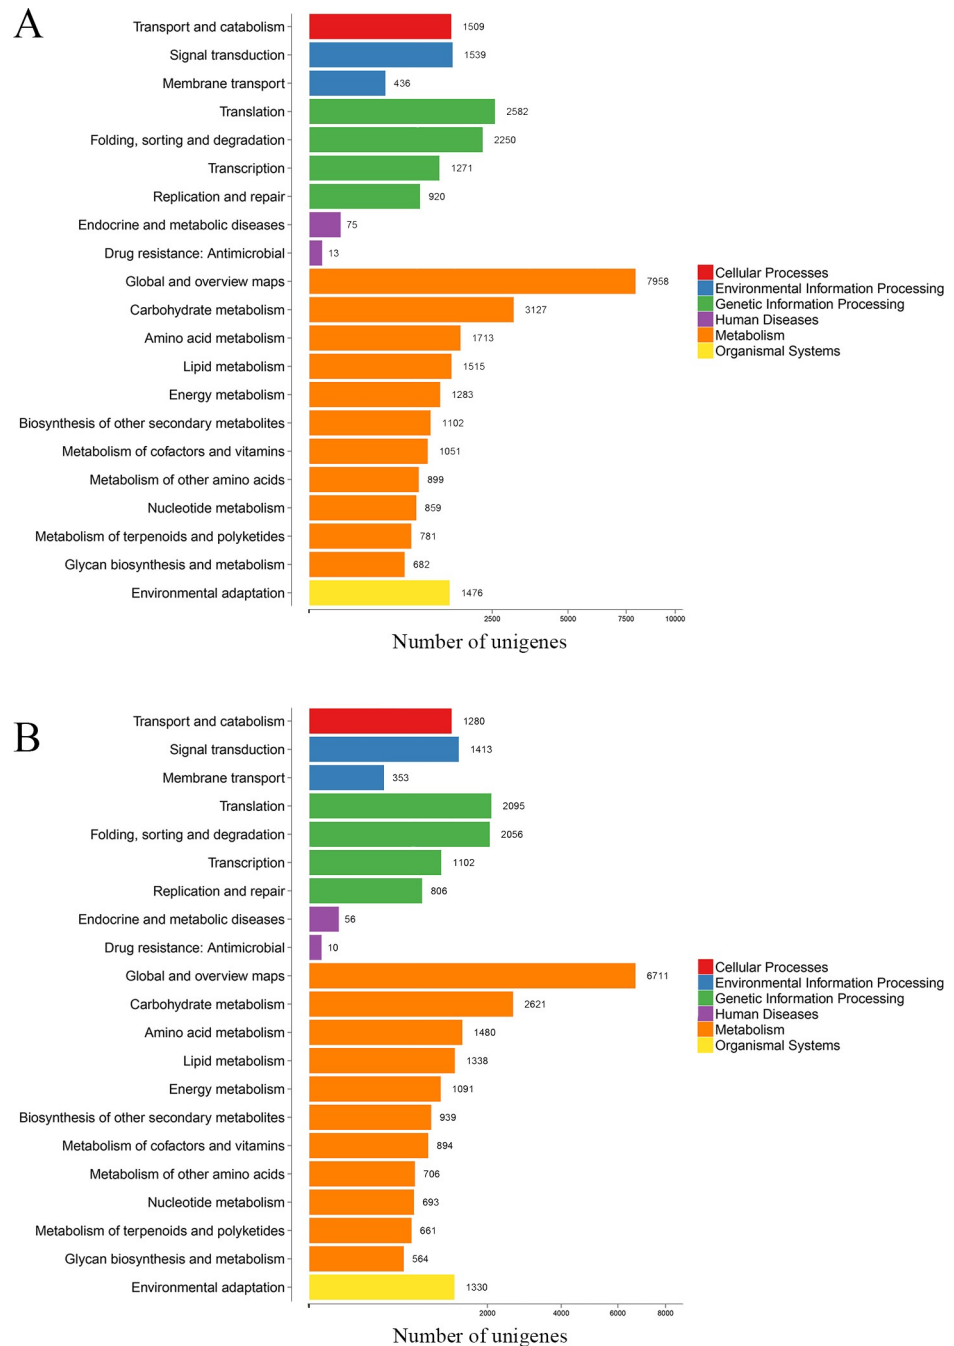 A
Transport and catabolism 1509
Signal transduction 1539
Membrane transport 436
Translation 2582
Folding, sorting and degradation 2250
Transcription 1271
Replication and repair 920
Endocrine and metabolic diseases 75
Drug resistance: Antimicrobial 13
Global and overview maps 7958
Carbohydrate metabolism 3127
Amino acid metabolism 1713
Lipid metabolism 1515
Energy metabolism 1283
Biosynthesis of other secondary metabolites 1102
Metabolism of cofactors and vitamins 1051
Metabolism of other amino acids 899
Nucleotide metabolism 859
Metabolism of terpenoids and polyketides 781
Glycan biosynthesis and metabolism 682
Environmental adaptation 1476
2500 5000 7500 10000
Number of unigenes
Cellular Processes
Environmental Information Processing
Genetic Information Processing
Human Diseases
Metabolism
Organismal Systems
B
Transport and catabolism 1280
Signal transduction 1413
Membrane transport 353
Translation 2095
Folding, sorting and degradation 2056
Transcription 1102
Replication and repair 806
Endocrine and metabolic diseases 56
Drug resistance: Antimicrobial 10
Global and overview maps 6711
Carbohydrate metabolism 2621
Amino acid metabolism 1480
Lipid metabolism 1338
Energy metabolism 1091
Biosynthesis of other secondary metabolites 939
Metabolism of cofactors and vitamins 894
Metabolism of other amino acids 706
Nucleotide metabolism 693
Metabolism of terpenoids and polyketides 661
Glycan biosynthesis and metabolism 564
Environmental adaptation 1330
2000 4000 6000 8000
Number of unigenes
Cellular Processes
Environmental Information Processing
Genetic Information Processing
Human Diseases
Metabolism
Organismal Systems